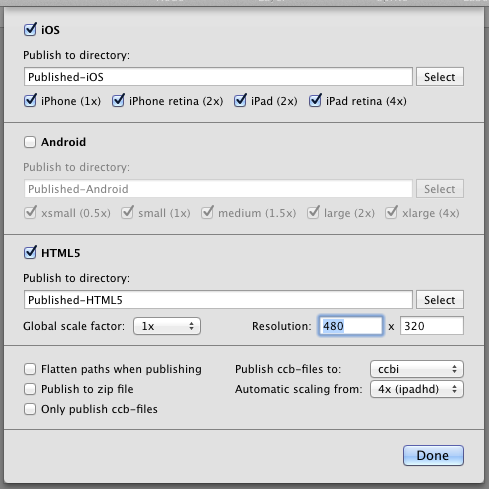 iOS
Publish to directory:
Published-iOS Select
iPhone (1x) iPhone retina (2x) iPad (2x) iPad retina (4x)
Android
Publish to directory:
Published-Android Select
xsmall (0.5x) small (1x) medium (1.5x) large (2x) xlarge (4x)
HTML5
Publish to directory:
Published-HTML5 Select
Global scale factor: 1x Resolution: 480 x 320
Flatten paths when publishing Publish ccb-files to: ccbi
Publish to zip file Automatic scaling from: 4x (ipadhd)
Only publish ccb-files
Done